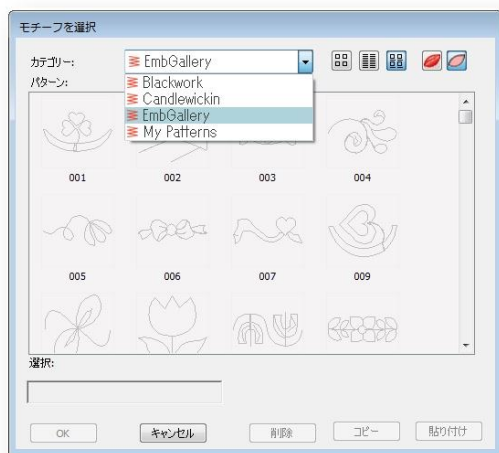 モチーフを選択
カテゴリー:
EmbGallery
パターン:
Blackwork
Candlewickin
EmbGallery
My Patterns
001
002
003
004
005
006
007
009
選択:
OK
キャンセル
削除
コピー
貼り付け